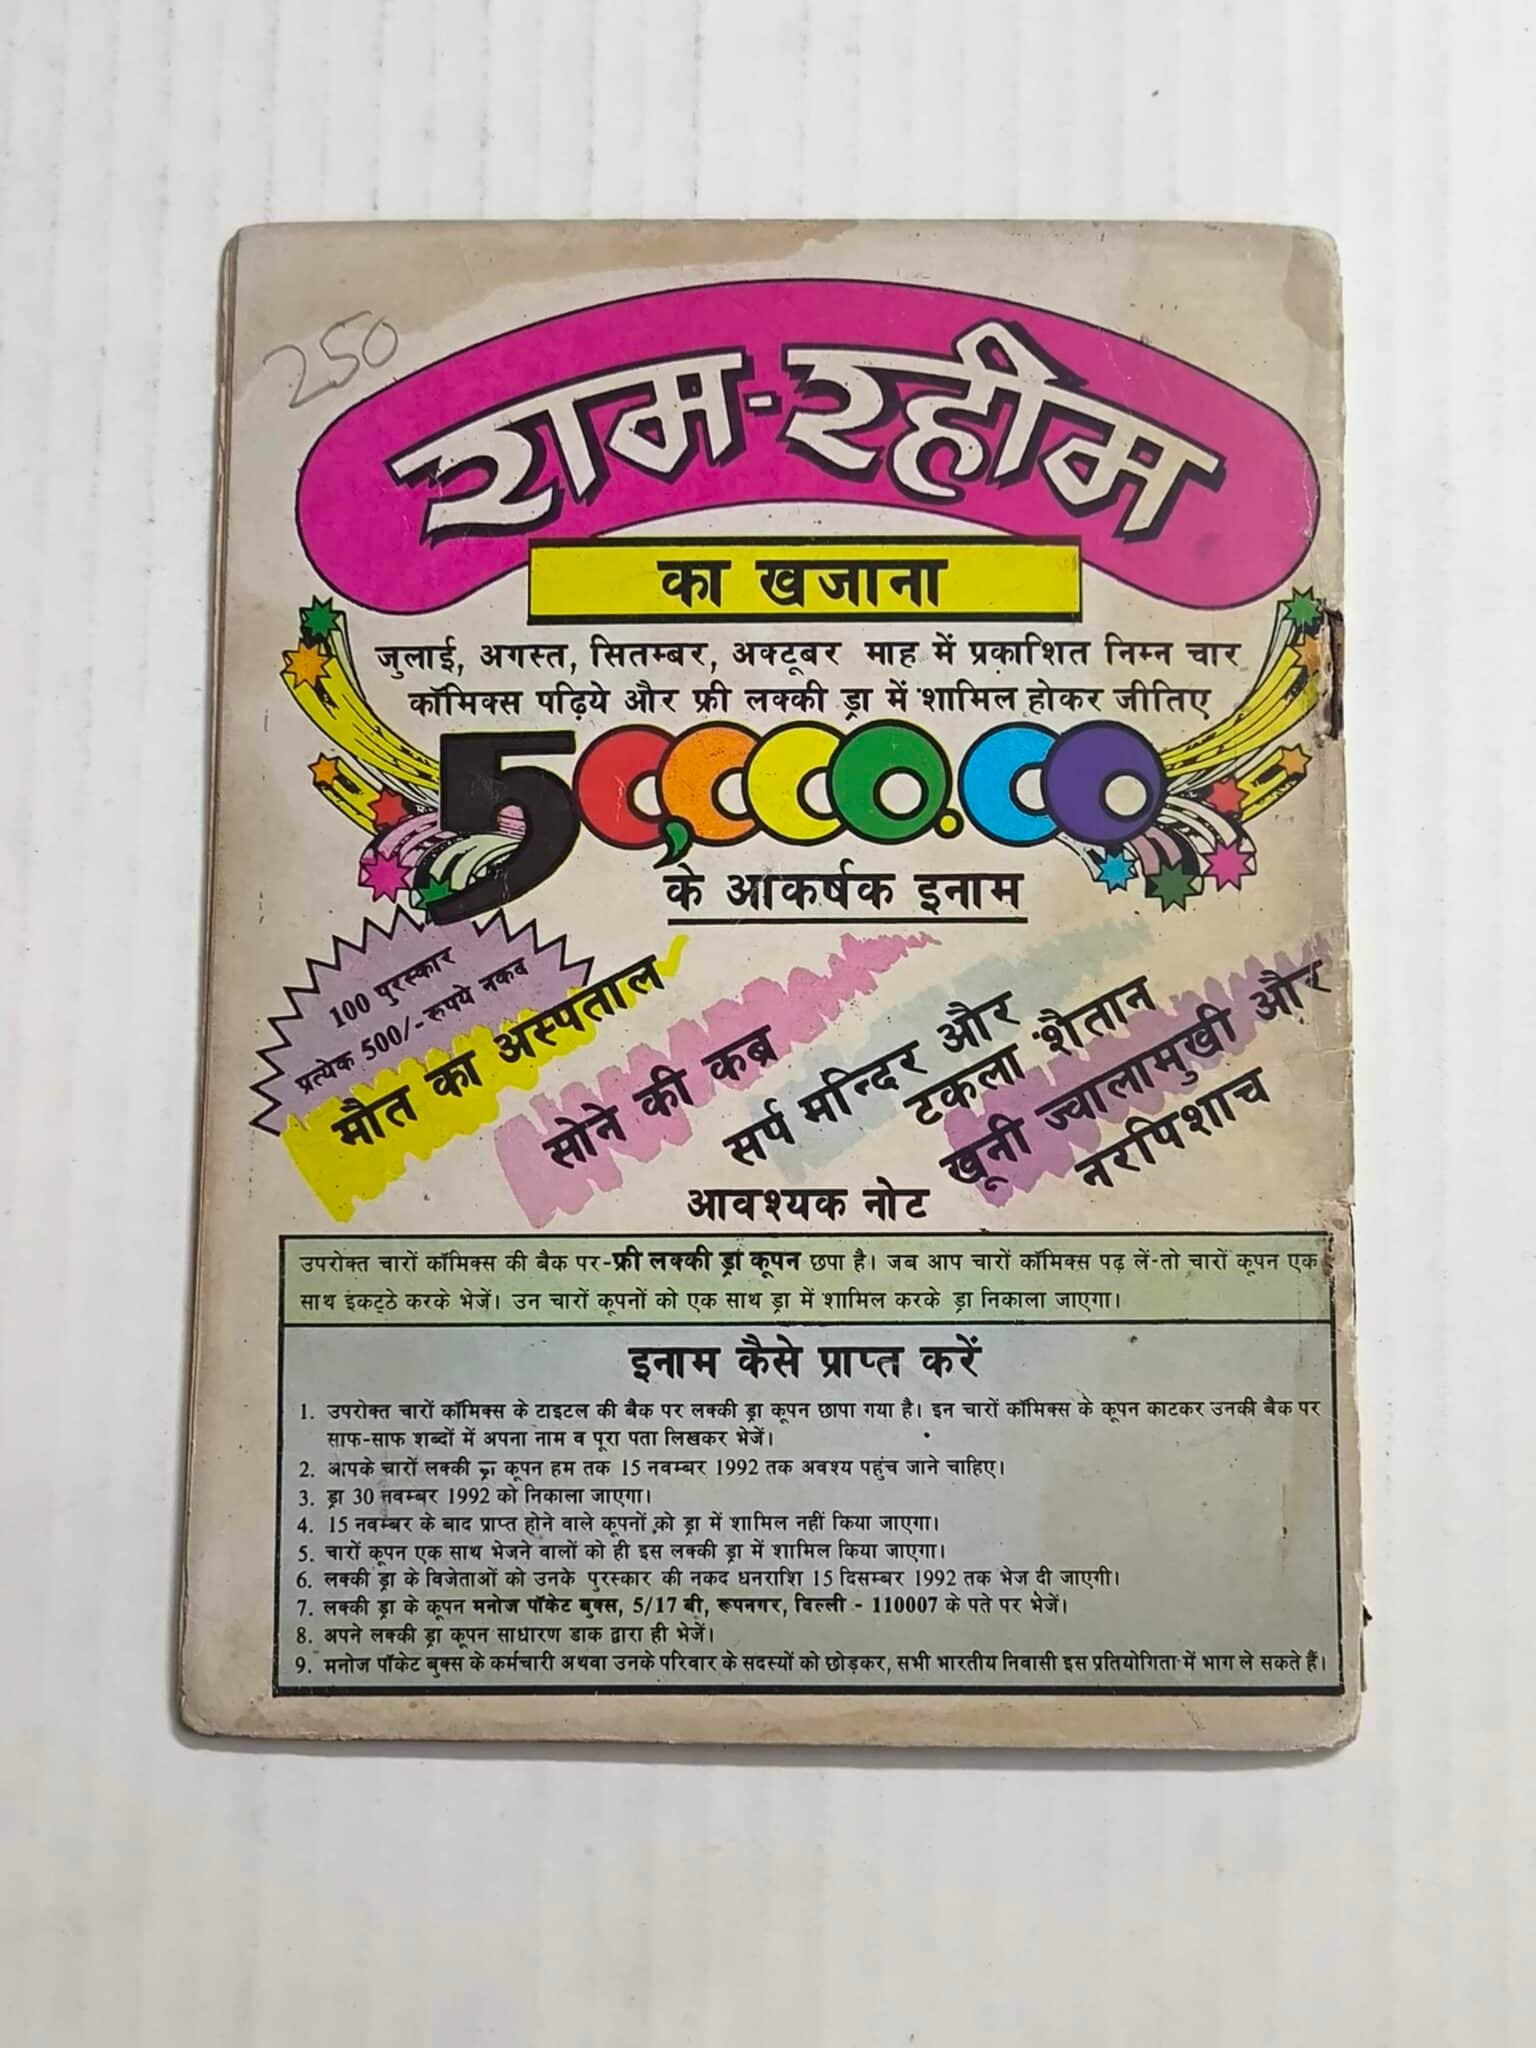 250
राम-रहीम
का खजाना
जुलाई, अगस्त, सितम्बर, अक्टूबर माह में प्रकाशित निम्न चार
कॉमिक्स पढ़िये और फ्री लक्की ड्रा में शामिल होकर जीतिए
50,000.00
के आकर्षक इनाम
100 पुरस्कार
प्रत्येक 500/- रुपये नकद
मौत का अस्पताल
सोने की कब्र
सर्प मन्दिर और
टकला शैतान
खूनी ज्वालामुखी और
नरपिशाच
आवश्यक नोट
उपरोक्त चारों कॉमिक्स की बैक पर-फ्री लक्की ड्रा कूपन छपा है। जब आप चारों कॉमिक्स पढ़ लें-तो चारों कूपन एक
साथ इकट्ठे करके भेजें। उन चारों कूपनों को एक साथ ड्रा में शामिल करके ड्रा निकाला जाएगा।
इनाम कैसे प्राप्त करें
1. उपरोक्त चारों कॉमिक्स के टाइटल की बैक पर लक्की ड्रा कूपन छापा गया है। इन चारों कॉमिक्स के कूपन काटकर उनकी बैक पर
साफ-साफ शब्दों में अपना नाम व पूरा पता लिखकर भेजें।
2. आपके चारों लक्की ड्रा कूपन हम तक 15 नवम्बर 1992 तक अवश्य पहुंच जाने चाहिए।
3. ड्रा 30 नवम्बर 1992 को निकाला जाएगा।
4. 15 नवम्बर के बाद प्राप्त होने वाले कूपनों को ड्रा में शामिल नहीं किया जाएगा।
5. चारों कूपन एक साथ भेजने वालों को ही इस लक्की ड्रा में शामिल किया जाएगा।
6. लक्की ड्रा के विजेताओं को उनके पुरस्कार की नकद धनराशि 15 दिसम्बर 1992 तक भेज दी जाएगी।
7. लक्की ड्रा के कूपन मनोज पॉकेट बुक्स, 5/17 बी, रूपनगर, दिल्ली - 110007 के पते पर भेजें।
8. अपने लक्की ड्रा कूपन साधारण डाक द्वारा ही भेजें।
9. मनोज पॉकेट बुक्स के कर्मचारी अथवा उनके परिवार के सदस्यों को छोड़कर, सभी भारतीय निवासी इस प्रतियोगिता में भाग ले सकते हैं।